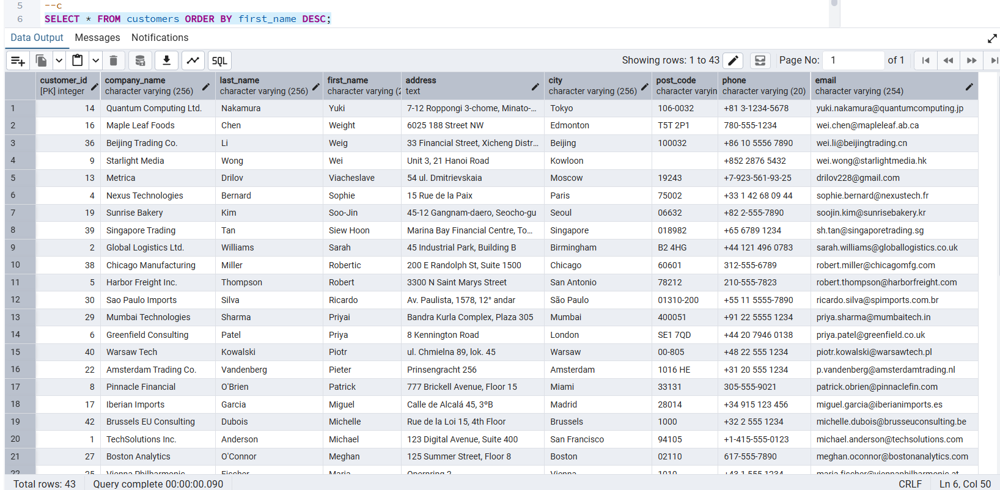 5 --c
6 SELECT * FROM customers ORDER BY first_name DESC;
Data Output Messages Notifications
SQL Showing rows: 1 to 43 Page No: 1 of 1
customer_id company_name last_name first_name address city post_code phone email
[PK] integer character varying (256) character varying (256) character varying (2 text character varying (256) character varyin character varying (20) character varying (254)
1 14 Quantum Computing Ltd. Nakamura Yuki 7-12 Roppongi 3-chome, Minato-... Tokyo 106-0032 +81 3-1234-5678 yuki.nakamura@quantumcomputing.jp
2 16 Maple Leaf Foods Chen Weight 6025 188 Street NW Edmonton T5T 2P1 780-555-1234 wei.chen@mapleleaf.ab.ca
3 36 Beijing Trading Co. Li Weig 33 Financial Street, Xicheng Distr... Beijing 100032 +86 10 5556 7890 wei.li@beijingtrading.cn
4 9 Starlight Media Wong Wei Unit 3, 21 Hanoi Road Kowloon +852 2876 5432 wei.wong@starlightmedia.hk
5 13 Metrica Drilov Viacheslave 54 ul. Dmitrievskaia Moscow 19243 +7-923-561-93-25 drilov228@gmail.com
6 4 Nexus Technologies Bernard Sophie 15 Rue de la Paix Paris 75002 +33 1 42 68 09 44 sophie.bernard@nexustech.fr
7 19 Sunrise Bakery Kim Soo-Jin 45-12 Gangnam-daero, Seocho-gu Seoul 06632 +82 2-555-7890 soojin.kim@sunrisebakery.kr
8 39 Singapore Trading Tan Siew Hoon Marina Bay Financial Centre, To... Singapore 018982 +65 6789 1234 sh.tan@singaporetrading.sg
9 2 Global Logistics Ltd. Williams Sarah 45 Industrial Park, Building B Birmingham B2 4HG +44 121 496 0783 sarah.williams@globallogistics.co.uk
10 38 Chicago Manufacturing Miller Robertic 200 E Randolph St, Suite 1500 Chicago 60601 312-555-6789 robert.miller@chicagomfg.com
11 5 Harbor Freight Inc. Thompson Robert 3300 N Saint Marys Street San Antonio 78212 210-555-7823 robert.thompson@harborfreight.com
12 30 Sao Paulo Imports Silva Ricardo Av. Paulista, 1578, 12° andar São Paulo 01310-200 +55 11 5555-7890 ricardo.silva@spimports.com.br
13 29 Mumbai Technologies Sharma Priyai Bandra Kurla Complex, Plaza 305 Mumbai 400051 +91 22 5555 1234 priya.sharma@mumbaitech.in
14 6 Greenfield Consulting Patel Priya 8 Kennington Road London SE1 7QD +44 20 7946 0138 priya.patel@greenfield.co.uk
15 40 Warsaw Tech Kowalski Piotr ul. Chmielna 89, lok. 45 Warsaw 00-805 +48 22 555 1234 piotr.kowalski@warsawtech.pl
16 22 Amsterdam Trading Co. Vandenberg Pieter Prinsengracht 256 Amsterdam 1016 HE +31 20 555 1234 p.vandenberg@amsterdamtrading.nl
17 8 Pinnacle Financial O'Brien Patrick 777 Brickell Avenue, Floor 15 Miami 33131 305-555-9021 patrick.obrien@pinnaclefin.com
18 17 Iberian Imports Garcia Miguel Calle de Alcalá 45, 3ºB Madrid 28014 +34 915 123 456 miguel.garcia@iberianimports.es
19 42 Brussels EU Consulting Dubois Michelle Rue de la Loi 15, 4th Floor Brussels 1000 +32 2 555 1234 michelle.dubois@brusseuconsulting.be
20 1 TechSolutions Inc. Anderson Michael 123 Digital Avenue, Suite 400 San Francisco 94105 +1-415-555-0123 michael.anderson@techsolutions.com
21 27 Boston Analytics O'Connor Meghan 125 Summer Street, Floor 8 Boston 02110 617-555-7890 meghan.oconnor@bostonanalytics.com
22 25 Vienna Philharmonic Fischer Maria Opernring 2 Vienna 1010 +43 1 555 1234 maria.fischer@viennaphilharmonic.at
Total rows: 43 Query complete 00:00:00.090 CRLF Ln 6, Col 50